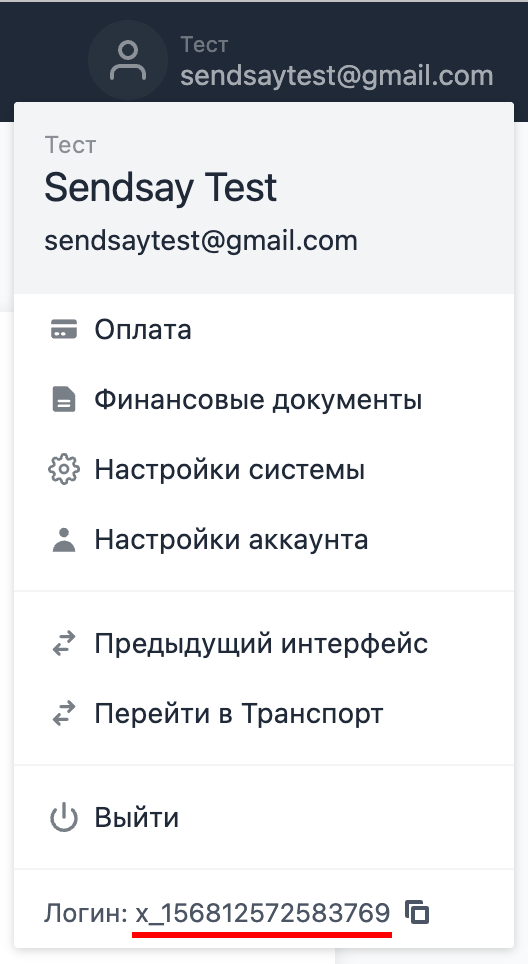 Тест
sendsaytest@gmail.com
Тест
Sendsay Test
sendsaytest@gmail.com
Оплата
Финансовые документы
Настройки системы
Настройки аккаунта
Предыдущий интерфейс
Перейти в Транспорт
Выйти
Логин: x_156812572583769